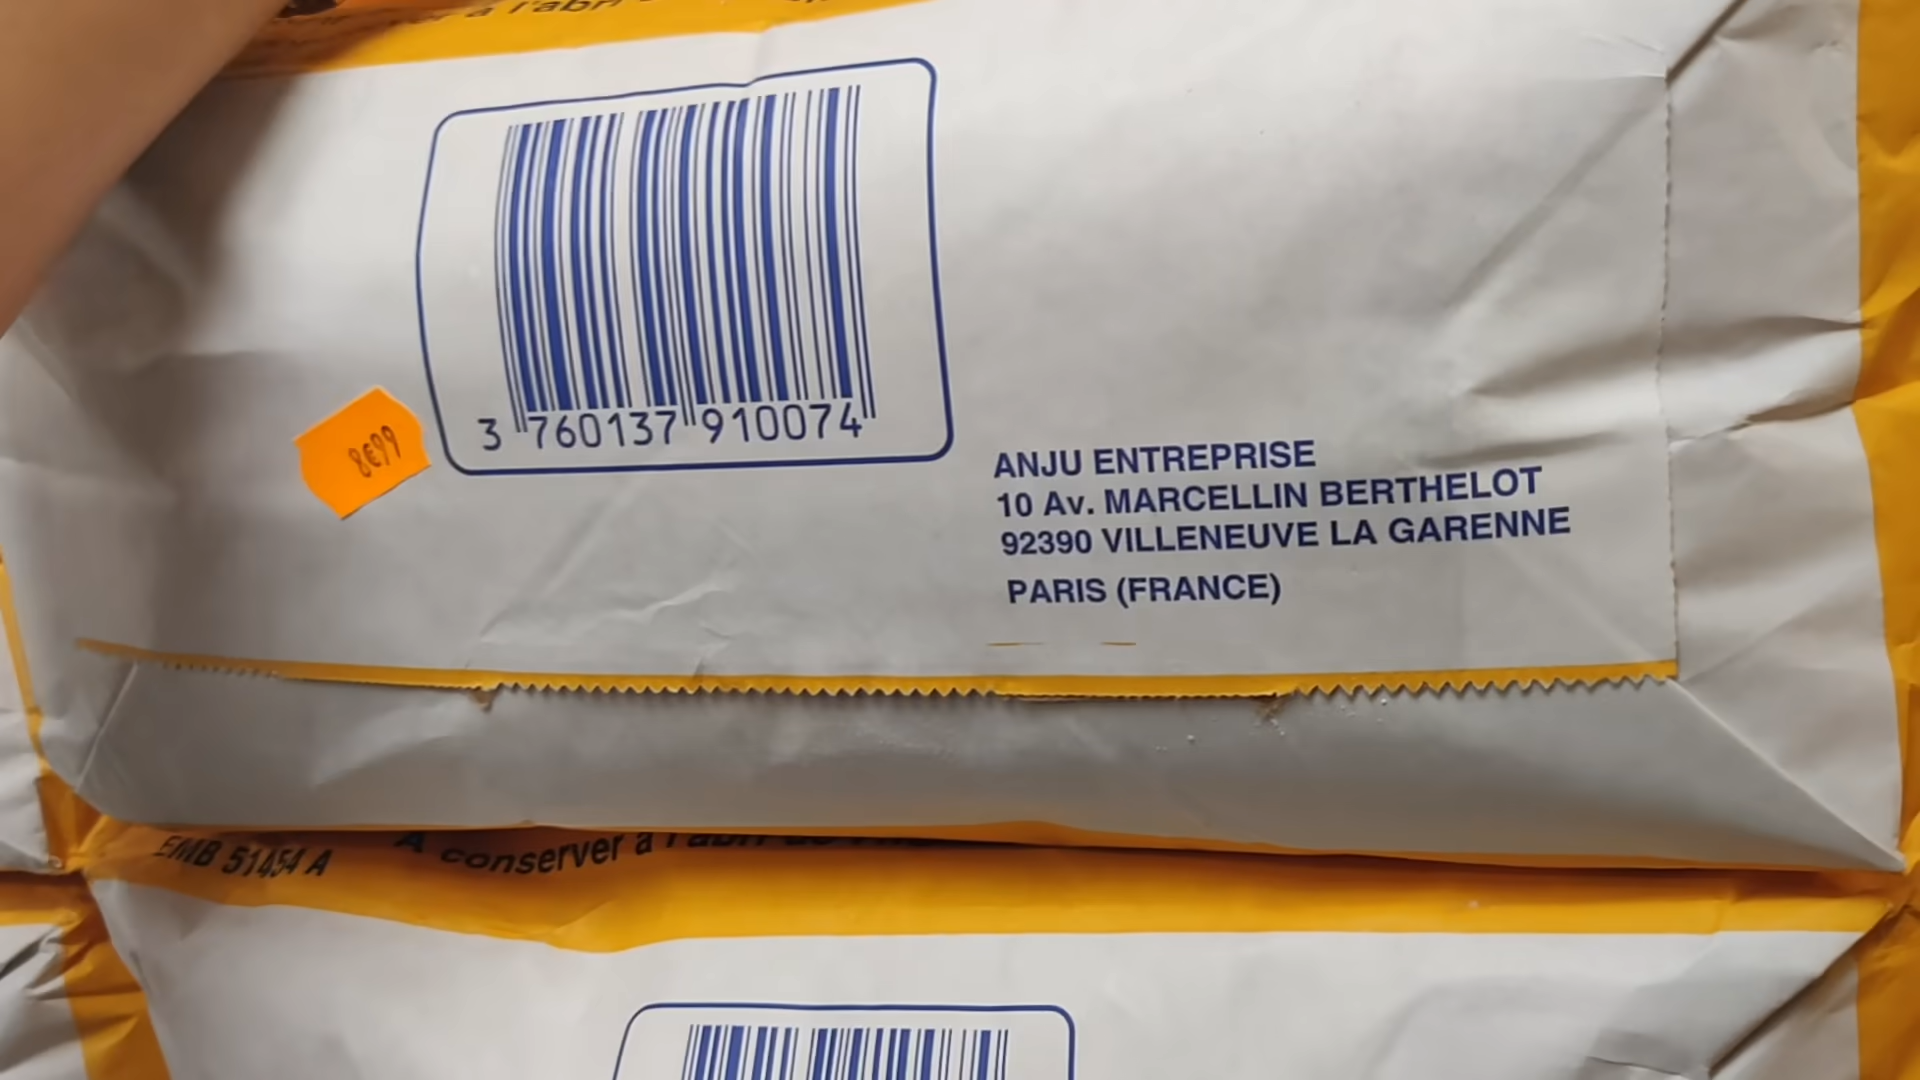 à l'abri
3 760137 910074
8€99
ANJU ENTREPRISE
10 Av. MARCELLIN BERTHELOT
92390 VILLENEUVE LA GARENNE
PARIS (FRANCE)
EMB 51454 A
A conserver à l'abri